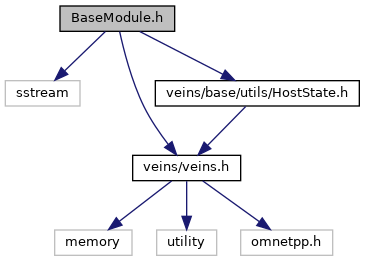 BaseModule.h
sstream
veins/base/utils/HostState.h
veins/veins.h
memory
utility
omnetpp.h